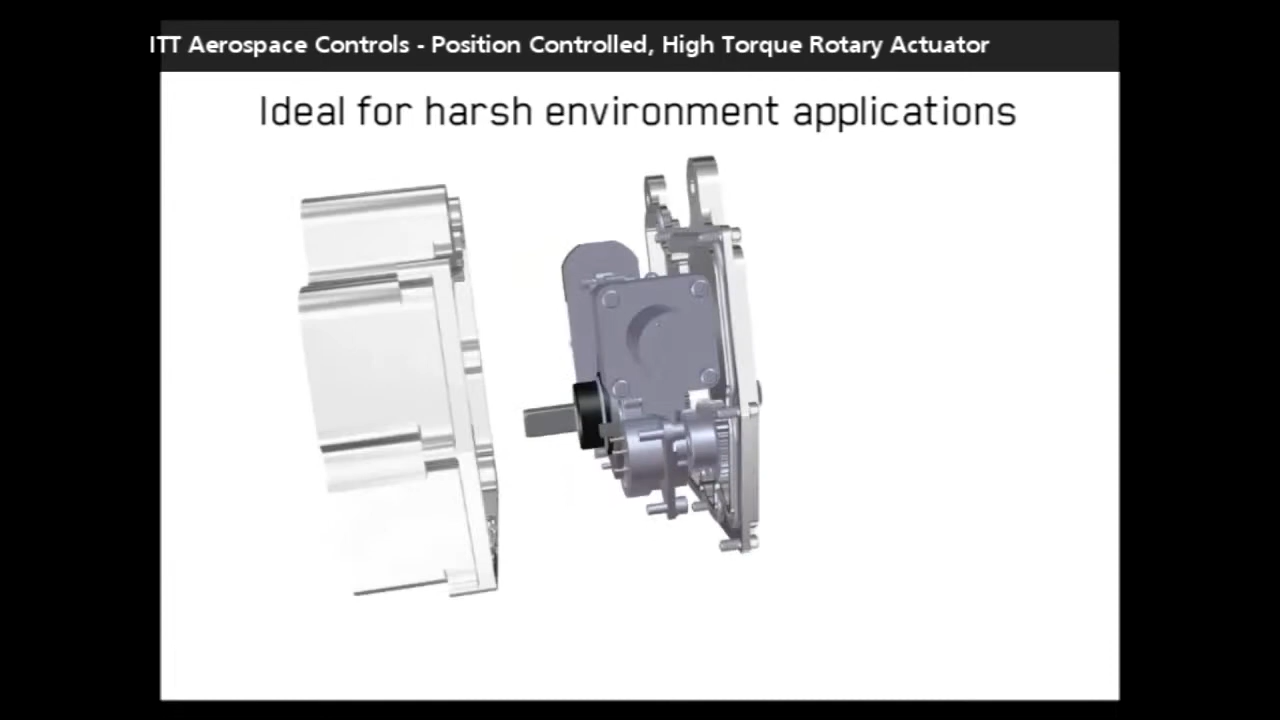 ITT Aerospace Controls - Position Controlled, High Torque Rotary Actuator
Ideal for harsh environment applications